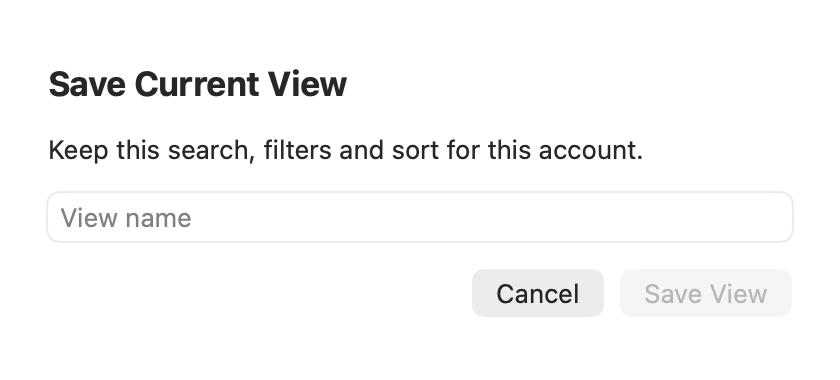 Save Current View
Keep this search, filters and sort for this account.
View name
Cancel
Save View